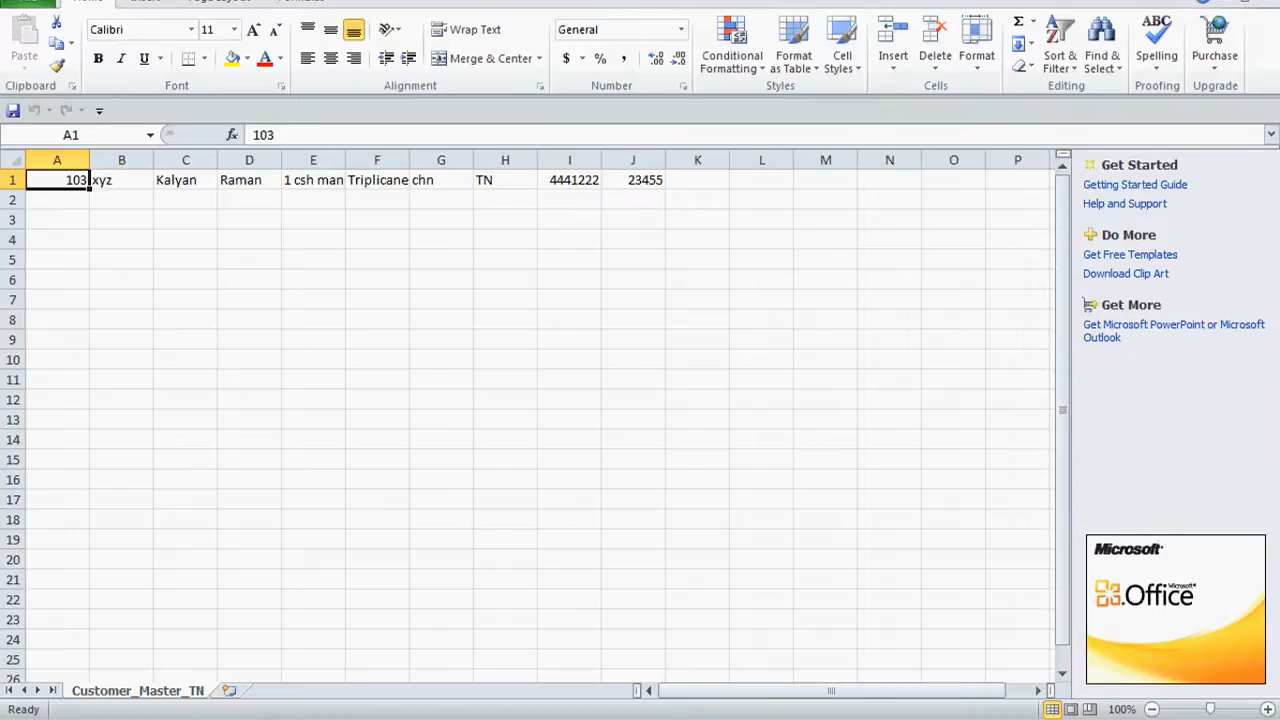 Calibri 11 Wrap Text General
Paste B I U Merge & Center $ % , Conditional Formatting Format as Table Cell Styles Insert Delete Format Σ Sort & Filter Find & Select ABC Spelling Purchase
Clipboard Font Alignment Number Styles Cells Editing Proofing Upgrade
A1 fx 103
A B C D E F G H I J K L M N O P
1 103 xyz Kalyan Raman 1 csh man Triplicane chn TN 4441222 23455
2
3
4
5
6
7
8
9
10
11
12
13
14
15
16
17
18
19
20
21
22
23
24
25
26
Get Started
Getting Started Guide
Help and Support
Do More
Get Free Templates
Download Clip Art
Get More
Get Microsoft PowerPoint or Microsoft
Outlook
Microsoft
Microsoft
Office
Customer_Master_TN
Ready 100%